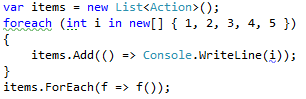 var items = new List<Action>();
foreach (int i in new[] { 1, 2, 3, 4, 5 })
{
    items.Add(() => Console.WriteLine(i));
}
items.ForEach(f => f());